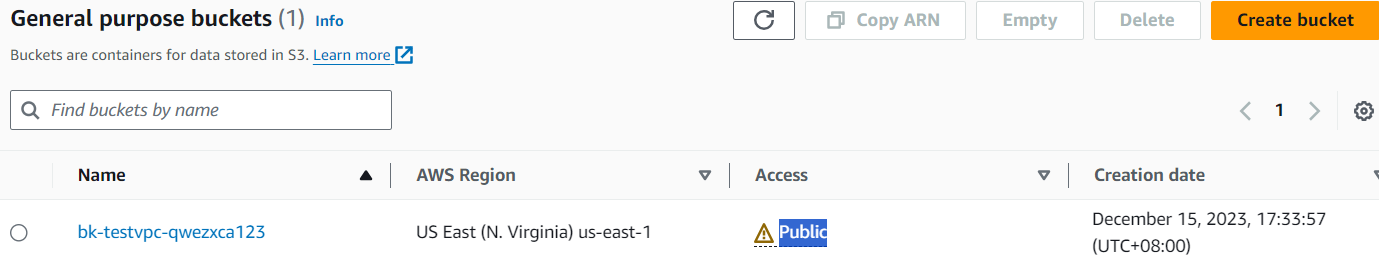 General purpose buckets (1) Info
Copy ARN
Empty
Delete
Create bucket
Buckets are containers for data stored in S3. Learn more
Find buckets by name
1
Name AWS Region Access Creation date
bk-testvpc-qwezxca123 US East (N. Virginia) us-east-1 Public December 15, 2023, 17:33:57
(UTC+08:00)